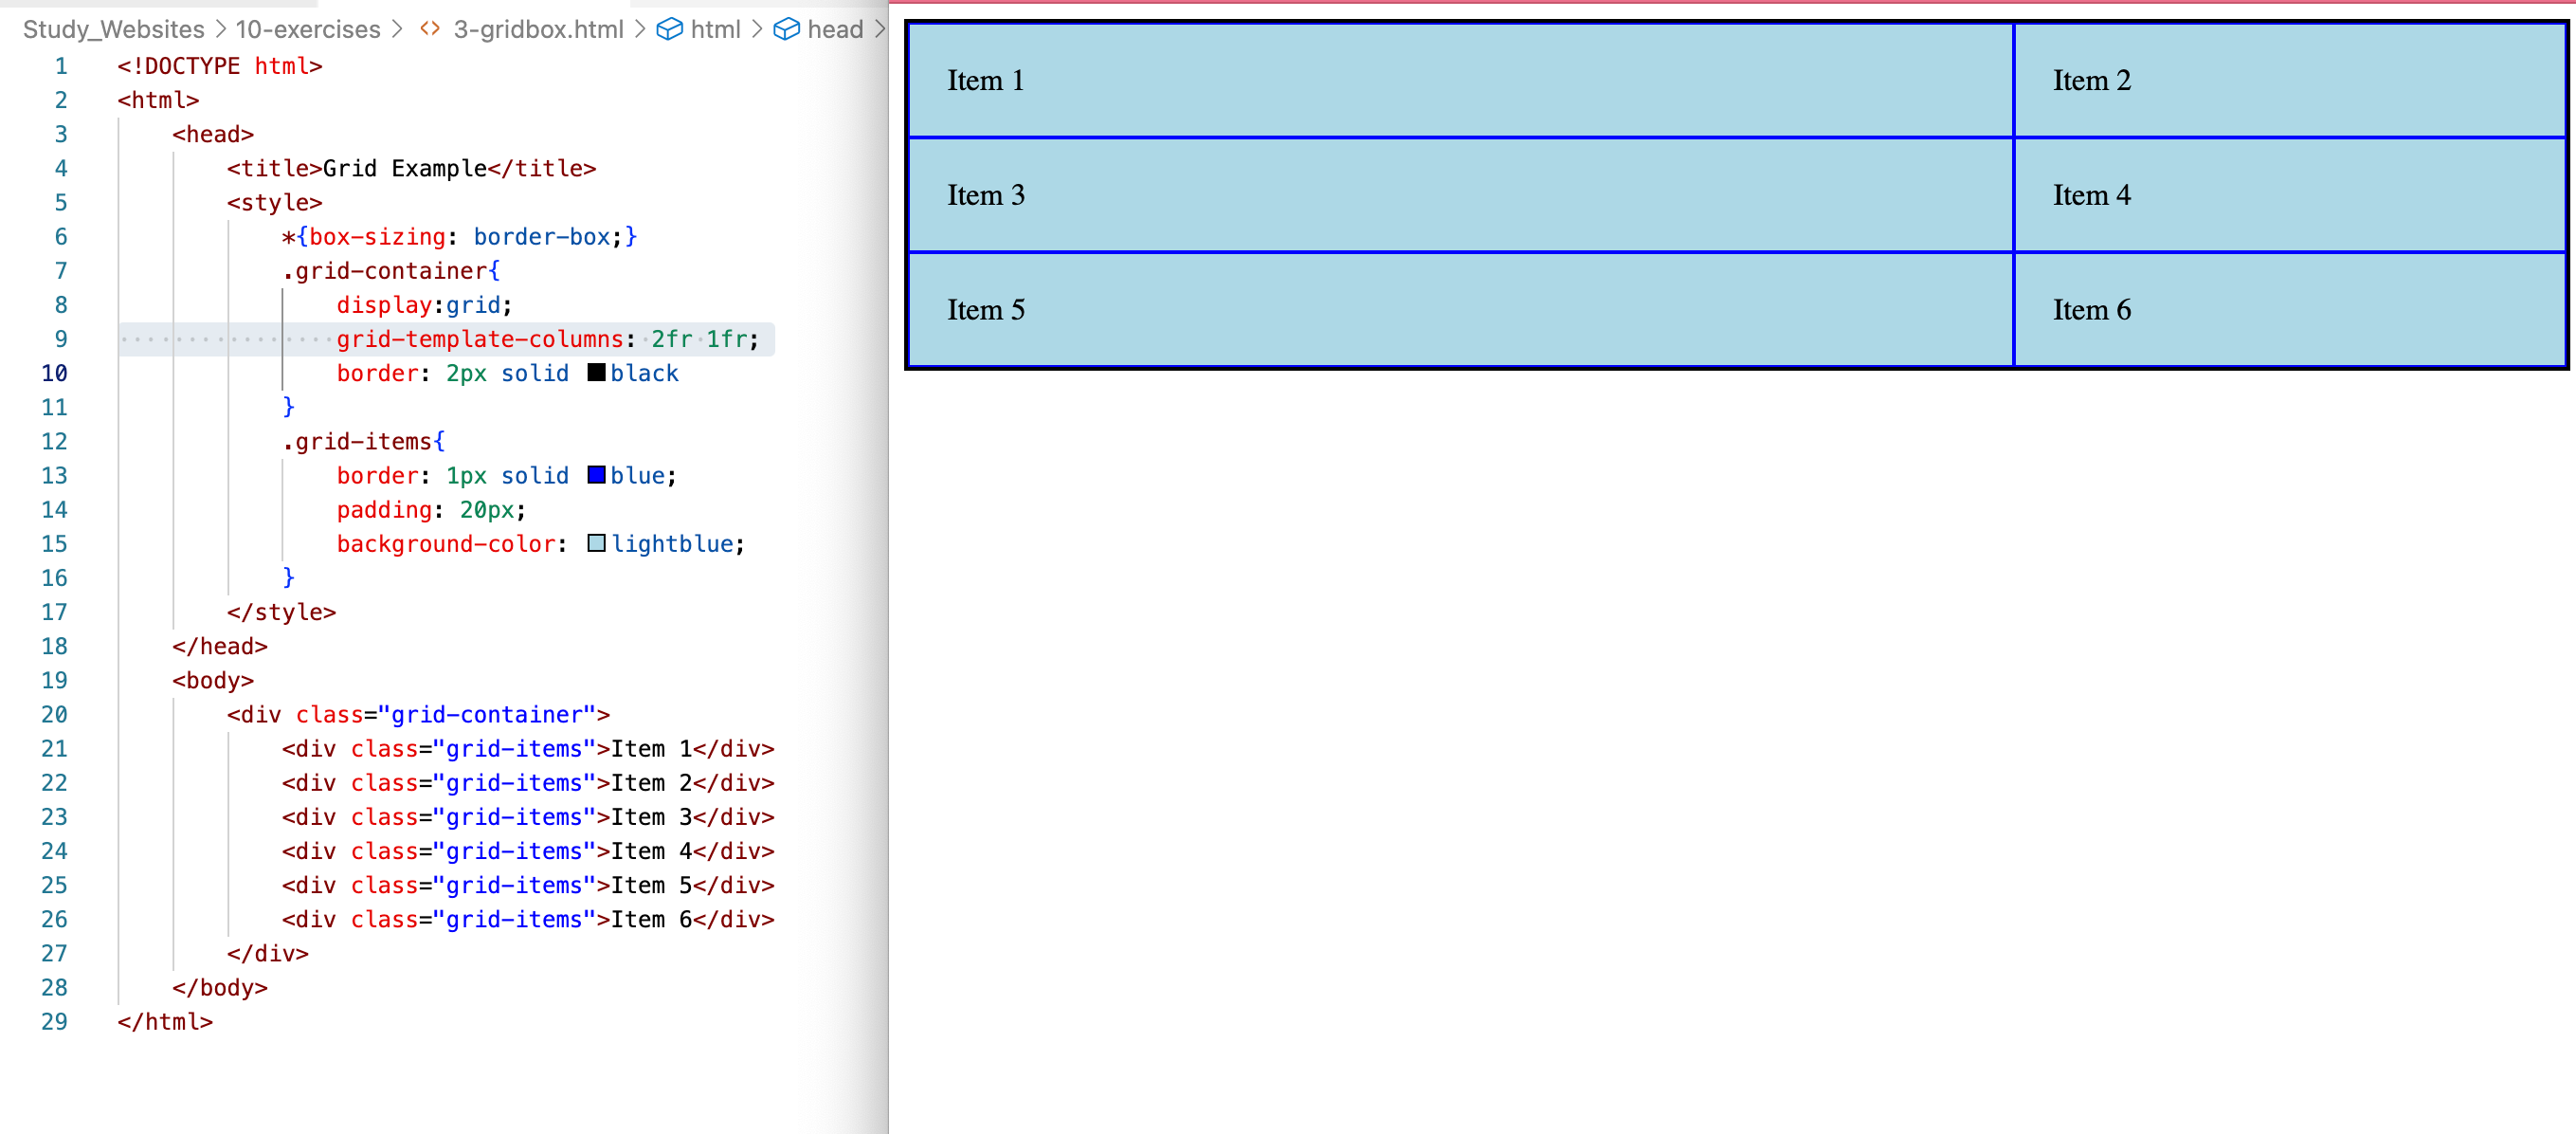 Study_Websites > 10-exercises > <> 3-gridbox.html > html > head >
1 <!DOCTYPE html>
2 <html>
3 <head>
4 <title>Grid Example</title>
5 <style>
6 *{box-sizing: border-box;}
7 .grid-container{
8 display:grid;
9 grid-template-columns: 2fr 1fr;
10 border: 2px solid black
11 }
12 .grid-items{
13 border: 1px solid blue;
14 padding: 20px;
15 background-color: lightblue;
16 }
17 </style>
18 </head>
19 <body>
20 <div class="grid-container">
21 <div class="grid-items">Item 1</div>
22 <div class="grid-items">Item 2</div>
23 <div class="grid-items">Item 3</div>
24 <div class="grid-items">Item 4</div>
25 <div class="grid-items">Item 5</div>
26 <div class="grid-items">Item 6</div>
27 </div>
28 </body>
29 </html>
Item 1 Item 2
Item 3 Item 4
Item 5 Item 6